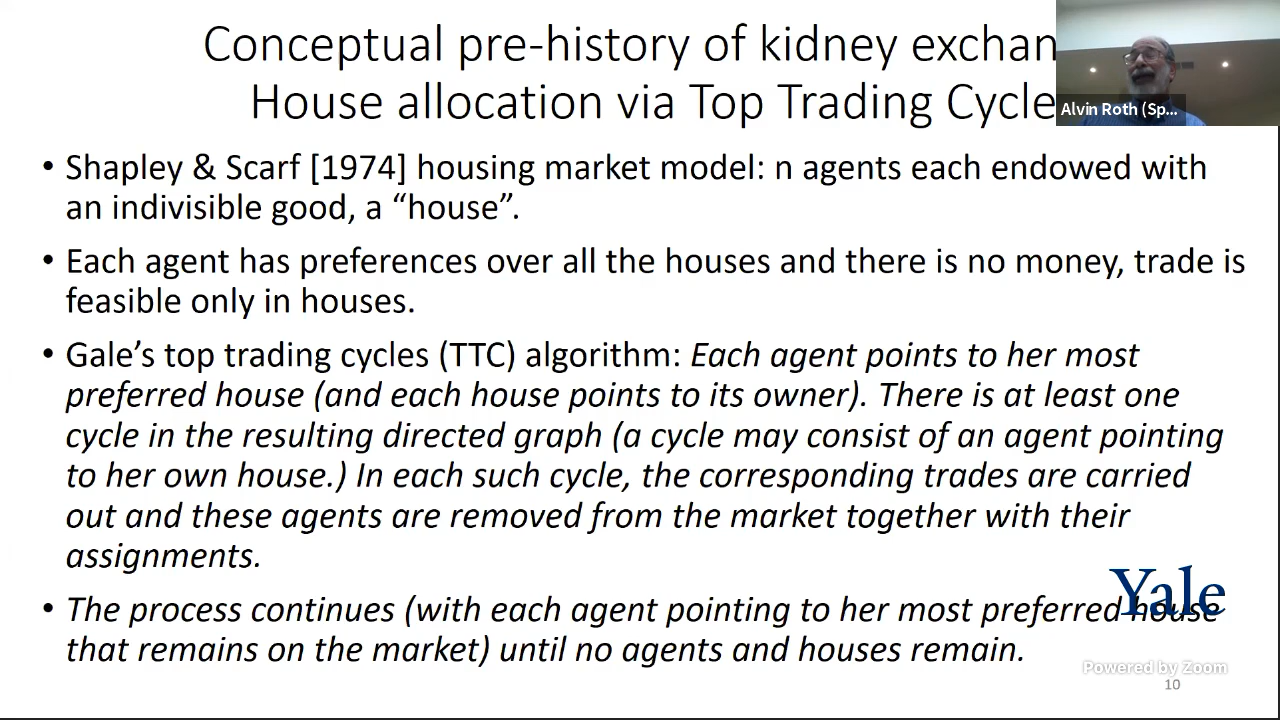 Conceptual pre-history of kidney exchan
House allocation via Top Trading Cycle
Alvin Roth (Sp...
• Shapley & Scarf [1974] housing market model: n agents each endowed with
an indivisible good, a “house”.
• Each agent has preferences over all the houses and there is no money, trade is
feasible only in houses.
• Gale’s top trading cycles (TTC) algorithm: Each agent points to her most
preferred house (and each house points to its owner). There is at least one
cycle in the resulting directed graph (a cycle may consist of an agent pointing
to her own house.) In each such cycle, the corresponding trades are carried
out and these agents are removed from the market together with their
assignments.
Yale
• The process continues (with each agent pointing to her most preferred house
that remains on the market) until no agents and houses remain.
Powered by Zoom
10